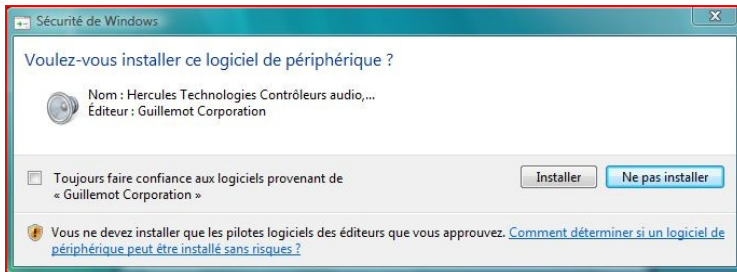 Sécurité de Windows
Voulez-vous installer ce logiciel de périphérique ?
Nom : Hercules Technologies Contrôleurs audio,...
Éditeur : Guillemot Corporation
Toujours faire confiance aux logiciels provenant de
« Guillemot Corporation »
Installer
Ne pas installer
Vous ne devez installer que les pilotes logiciels des éditeurs que vous approuvez. Comment déterminer si un logiciel de
périphérique peut être installé sans risques ?